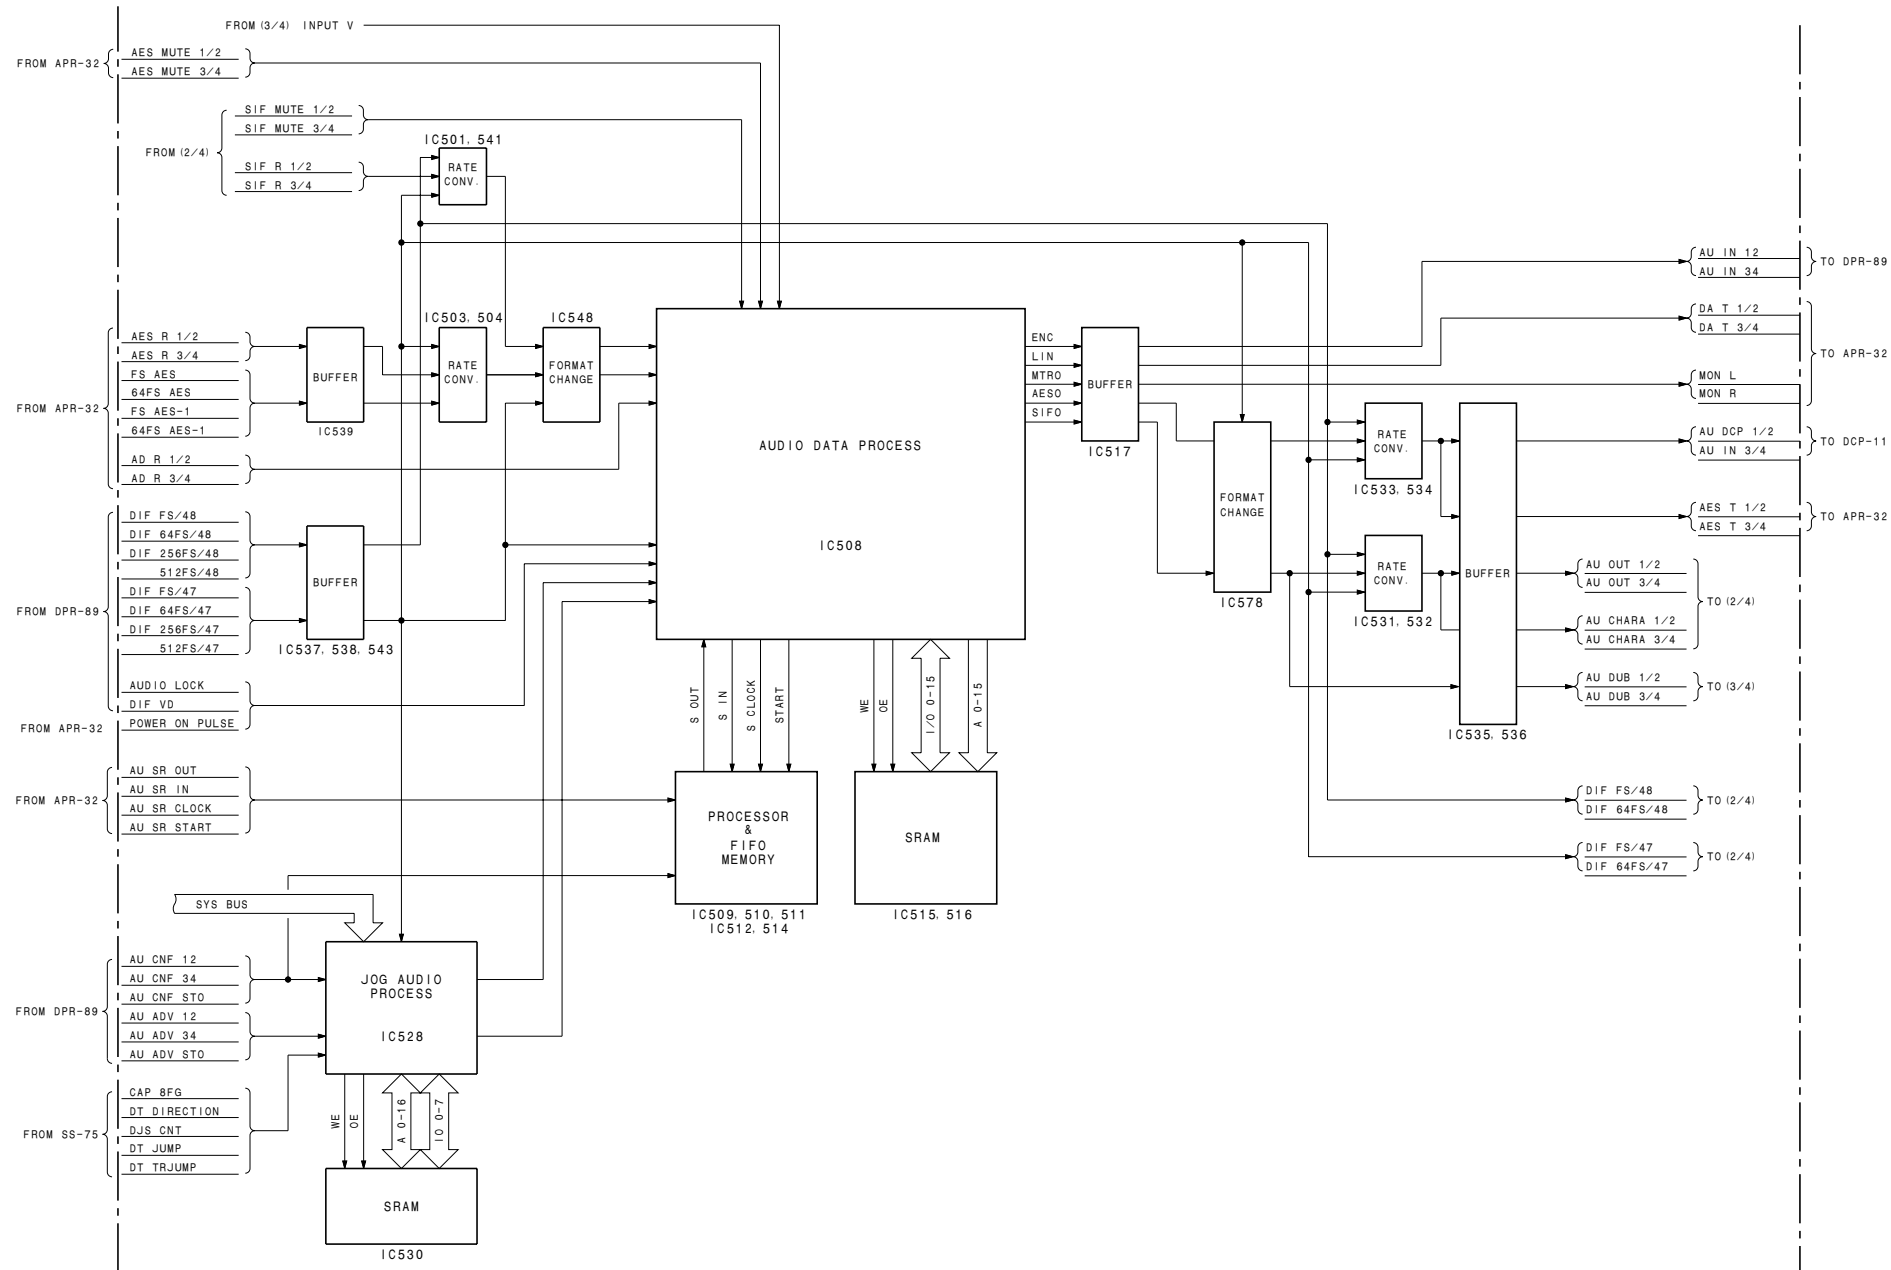 FROM (3/4) INPUT V
FROM APR-32
AES MUTE 1/2
AES MUTE 3/4
FROM (2/4)
SIF MUTE 1/2
SIF MUTE 3/4
SIF R 1/2
SIF R 3/4
IC501, 541
RATE
CONV.
FROM APR-32
AES R 1/2
AES R 3/4
FS AES
64FS AES
FS AES-1
64FS AES-1
AD R 1/2
AD R 3/4
BUFFER
IC539
IC503, 504
RATE
CONV.
IC548
FORMAT
CHANGE
FROM DPR-89
DIF FS/48
DIF 64FS/48
DIF 256FS/48
512FS/48
DIF FS/47
DIF 64FS/47
DIF 256FS/47
512FS/47
AUDIO LOCK
DIF VD
FROM APR-32
POWER ON PULSE
BUFFER
IC537, 538, 543
AUDIO DATA PROCESS
IC508
ENC
LIN
MTRO
AESO
SIFO
BUFFER
IC517
FORMAT
CHANGE
IC578
RATE
CONV.
IC533, 534
RATE
CONV.
IC531, 532
BUFFER
IC535, 536
AU IN 12
AU IN 34
TO DPR-89
DA T 1/2
DA T 3/4
MON L
MON R
TO APR-32
AU DCP 1/2
AU IN 3/4
TO DCP-11
AES T 1/2
AES T 3/4
TO APR-32
AU OUT 1/2
AU OUT 3/4
AU CHARA 1/2
AU CHARA 3/4
TO (2/4)
AU DUB 1/2
AU DUB 3/4
TO (3/4)
DIF FS/48
DIF 64FS/48
TO (2/4)
DIF FS/47
DIF 64FS/47
TO (2/4)
S OUT
S IN
S CLOCK
START
WE
OE
I/O 0-15
A 0-15
FROM APR-32
AU SR OUT
AU SR IN
AU SR CLOCK
AU SR START
PROCESSOR
&
FIFO
MEMORY
IC509, 510, 511
IC512, 514
SRAM
IC515, 516
SYS BUS
FROM DPR-89
AU CNF 12
AU CNF 34
AU CNF STO
AU ADV 12
AU ADV 34
AU ADV STO
JOG AUDIO
PROCESS
IC528
FROM SS-75
CAP 8FG
DT DIRECTION
DJS CNT
DT JUMP
DT TRJUMP
WE
OE
A 0-16
IO 0-7
SRAM
IC530